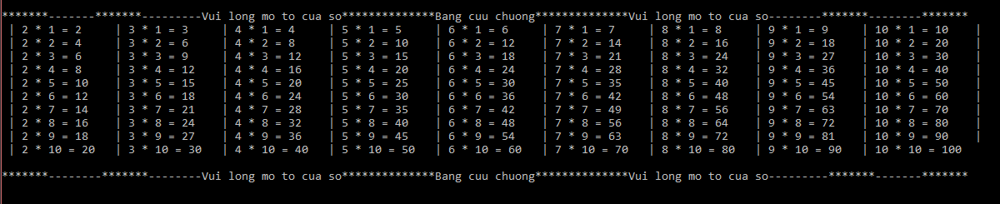 *******-------*******---------Vui long mo to cua so**************Bang cuu chuong**************Vui long mo to cua so--------*******--------*******
| 2 * 1 = 2 | 3 * 1 = 3 | 4 * 1 = 4 | 5 * 1 = 5 | 6 * 1 = 6 | 7 * 1 = 7 | 8 * 1 = 8 | 9 * 1 = 9 | 10 * 1 = 10 |
| 2 * 2 = 4 | 3 * 2 = 6 | 4 * 2 = 8 | 5 * 2 = 10 | 6 * 2 = 12 | 7 * 2 = 14 | 8 * 2 = 16 | 9 * 2 = 18 | 10 * 2 = 20 |
| 2 * 3 = 6 | 3 * 3 = 9 | 4 * 3 = 12 | 5 * 3 = 15 | 6 * 3 = 18 | 7 * 3 = 21 | 8 * 3 = 24 | 9 * 3 = 27 | 10 * 3 = 30 |
| 2 * 4 = 8 | 3 * 4 = 12 | 4 * 4 = 16 | 5 * 4 = 20 | 6 * 4 = 24 | 7 * 4 = 28 | 8 * 4 = 32 | 9 * 4 = 36 | 10 * 4 = 40 |
| 2 * 5 = 10 | 3 * 5 = 15 | 4 * 5 = 20 | 5 * 5 = 25 | 6 * 5 = 30 | 7 * 5 = 35 | 8 * 5 = 40 | 9 * 5 = 45 | 10 * 5 = 50 |
| 2 * 6 = 12 | 3 * 6 = 18 | 4 * 6 = 24 | 5 * 6 = 30 | 6 * 6 = 36 | 7 * 6 = 42 | 8 * 6 = 48 | 9 * 6 = 54 | 10 * 6 = 60 |
| 2 * 7 = 14 | 3 * 7 = 21 | 4 * 7 = 28 | 5 * 7 = 35 | 6 * 7 = 42 | 7 * 7 = 49 | 8 * 7 = 56 | 9 * 7 = 63 | 10 * 7 = 70 |
| 2 * 8 = 16 | 3 * 8 = 24 | 4 * 8 = 32 | 5 * 8 = 40 | 6 * 8 = 48 | 7 * 8 = 56 | 8 * 8 = 64 | 9 * 8 = 72 | 10 * 8 = 80 |
| 2 * 9 = 18 | 3 * 9 = 27 | 4 * 9 = 36 | 5 * 9 = 45 | 6 * 9 = 54 | 7 * 9 = 63 | 8 * 9 = 72 | 9 * 9 = 81 | 10 * 9 = 90 |
| 2 * 10 = 20 | 3 * 10 = 30 | 4 * 10 = 40 | 5 * 10 = 50 | 6 * 10 = 60 | 7 * 10 = 70 | 8 * 10 = 80 | 9 * 10 = 90 | 10 * 10 = 100
*******--------*******--------Vui long mo to cua so**************Bang cuu chuong**************Vui long mo to cua so---------*******-------*******